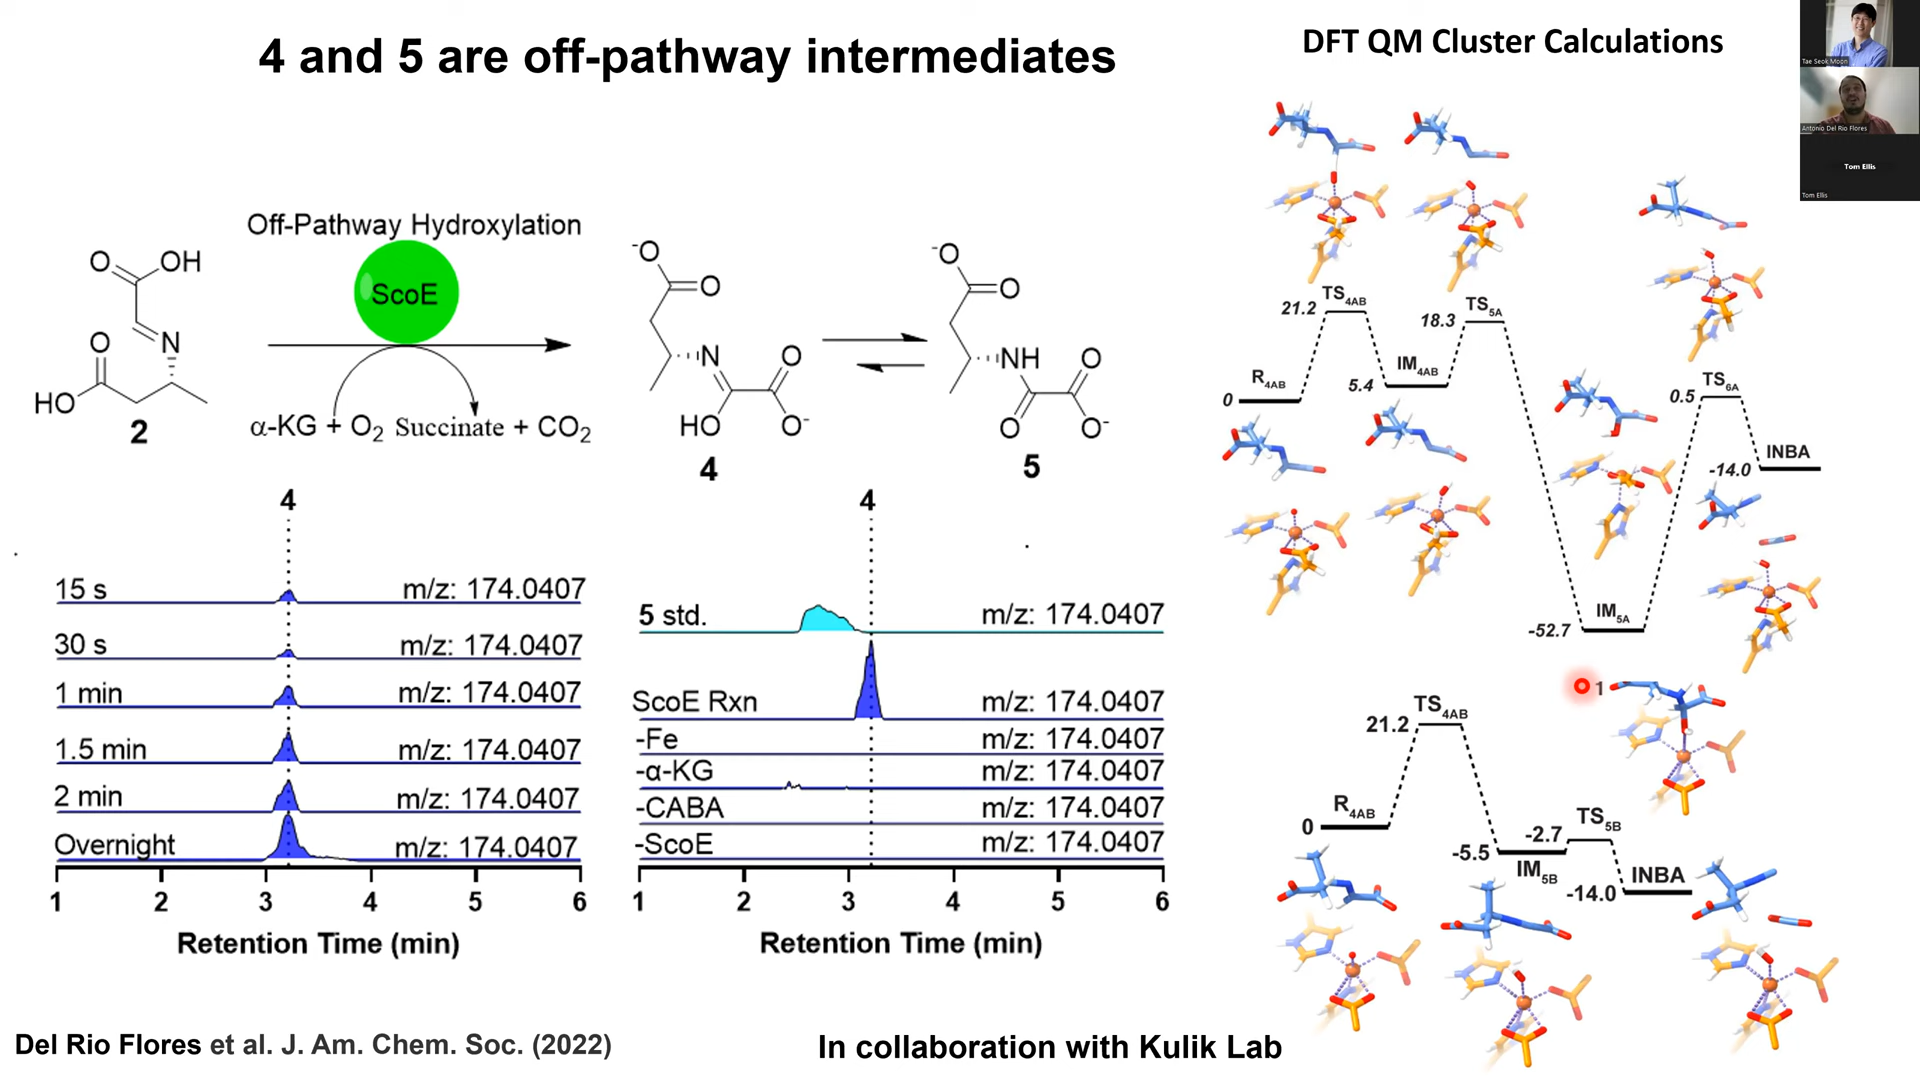 4 and 5 are off-pathway intermediates
DFT QM Cluster Calculations
Tae Seok Moon
Antonio Del Rio Flores
Tom Ellis
Tom Ellis
Off-Pathway Hydroxylation
ScoE
α-KG + O2 Succinate + CO2
O
OH
N
O
HO
2
-O
O
N
O
HO
O-
4
-O
O
NH
O
O
O-
5
4
15 s
m/z: 174.0407
30 s
m/z: 174.0407
1 min
m/z: 174.0407
1.5 min
m/z: 174.0407
2 min
m/z: 174.0407
Overnight
m/z: 174.0407
1 2 3 4 5 6
Retention Time (min)
4
5 std.
m/z: 174.0407
ScoE Rxn
m/z: 174.0407
-Fe
m/z: 174.0407
-α-KG
m/z: 174.0407
-CABA
m/z: 174.0407
-ScoE
m/z: 174.0407
1 2 3 4 5 6
Retention Time (min)
0
R4AB
21.2
TS4AB
5.4
IM4AB
18.3
TS5A
-52.7
IM5A
0.5
TS6A
-14.0
INBA
1
0
R4AB
21.2
TS4AB
-5.5
IM5B
-2.7
TS5B
-14.0
INBA
Del Rio Flores et al. J. Am. Chem. Soc. (2022)
In collaboration with Kulik Lab